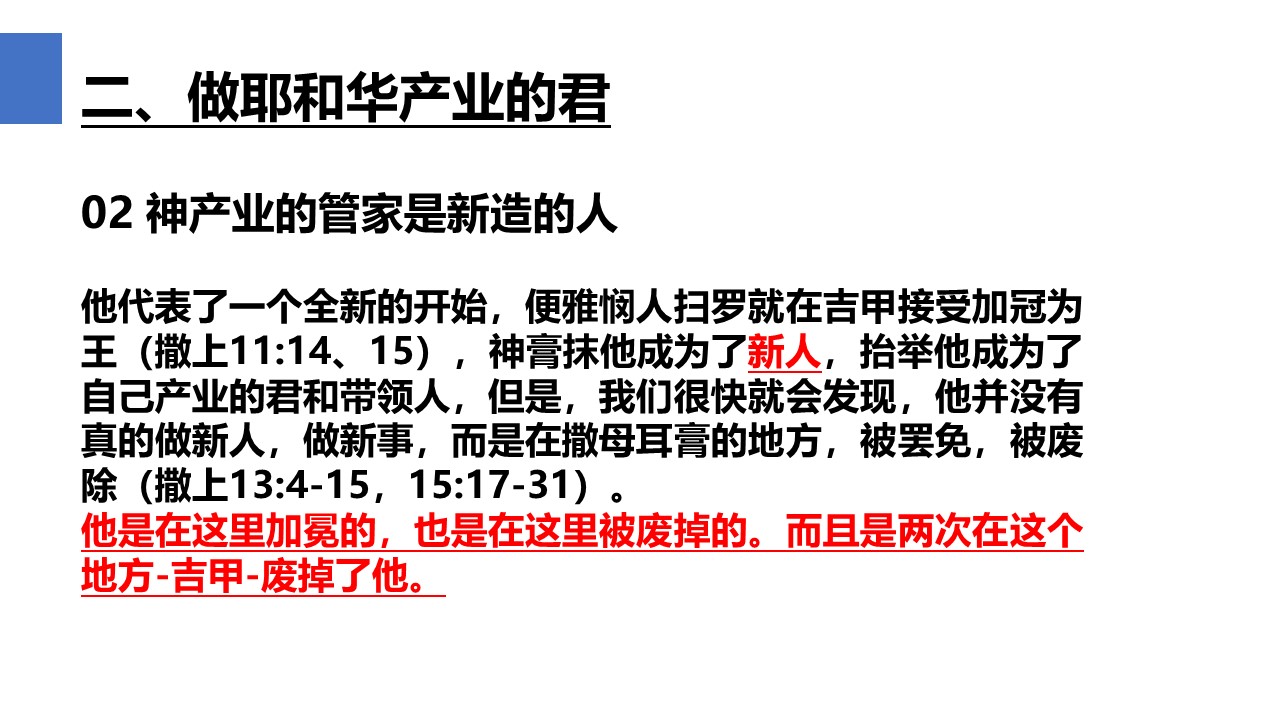 二、做耶和华产业的君
02 神产业的管家是新造的人
他代表了一个全新的开始，便雅悯人扫罗就在吉甲接受加冠为
王（撒上11:14、15），神膏抹他成为了新人，抬举他成为了
自己产业的君和带领人，但是，我们很快就会发现，他并没有
真的做新人，做新事，而是在撒母耳膏的地方，被罢免，被废
除（撒上13:4-15，15:17-31）。
他是在这里加冕的，也是在这里被废掉的。而且是两次在这个
地方-吉甲-废掉了他。